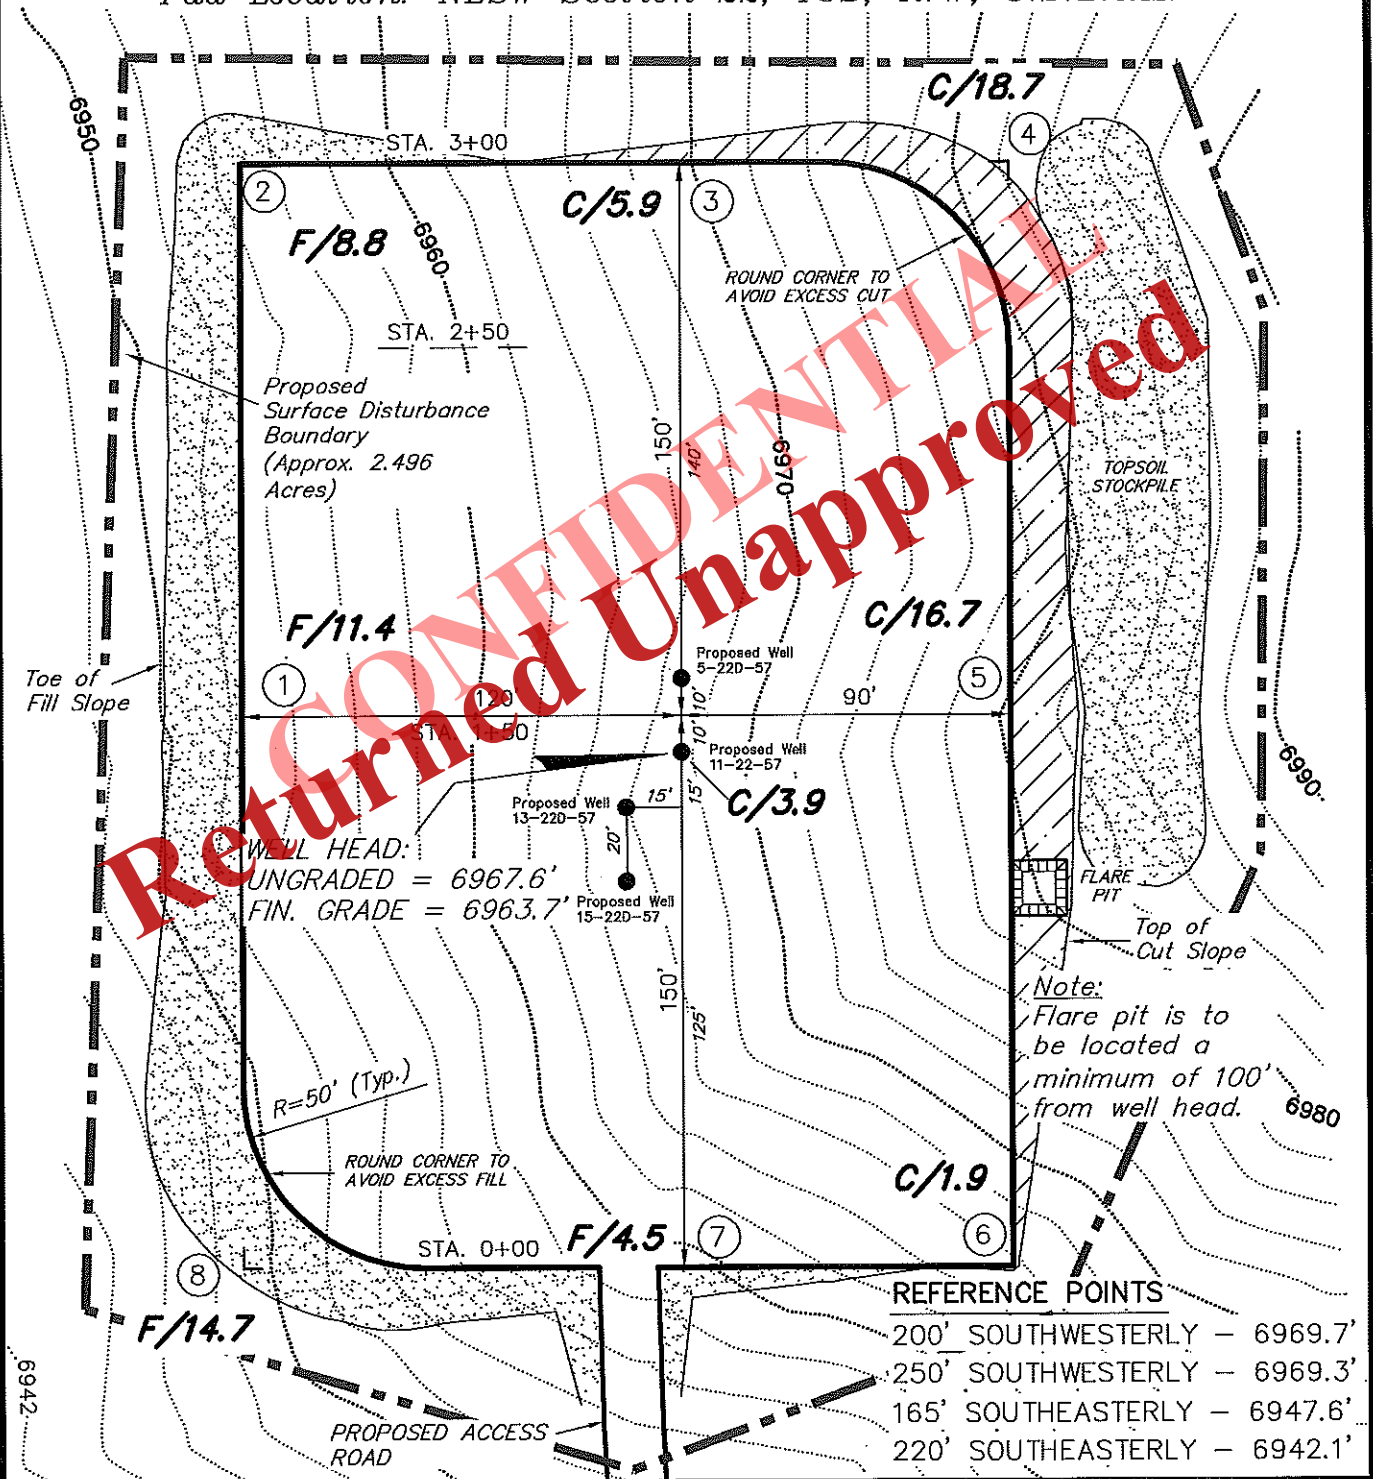 Pad Location: NESW Section 22, T5S, R7W,
C/18.7
6950
STA. 3+00
4
2
C/5.9
3
F/8.8
6960
ROUND CORNER TO
AVOID EXCESS CUT
STA. 2+50
Proposed
Surface Disturbance
Boundary
(Approx. 2.496
Acres)
150'
140'
6970
TOPSOIL
STOCKPILE
CONFIDENTIAL
Returned Unapproved
F/11.4
C/16.7
Toe of
Fill Slope
1
Proposed Well
5-22D-57
5
120'
10'
90'
STA. 1+50
10'
Proposed Well
11-22-57
6990
Proposed Well
13-22D-57
15'
15'
C/3.9
20'
WELL HEAD:
UNGRADED = 6967.6'
FIN. GRADE = 6963.7'
Proposed Well
15-22D-57
FLARE
PIT
Top of
Cut Slope
150'
125'
Note:
Flare pit is to
be located a
minimum of 100'
from well head.
6980
R=50' (Typ.)
ROUND CORNER TO
AVOID EXCESS FILL
C/1.9
STA. 0+00
F/4.5
7
6
8
F/14.7
REFERENCE POINTS
200' SOUTHWESTERLY - 6969.7'
250' SOUTHWESTERLY - 6969.3'
165' SOUTHEASTERLY - 6947.6'
220' SOUTHEASTERLY - 6942.1'
6942
PROPOSED ACCESS
ROAD